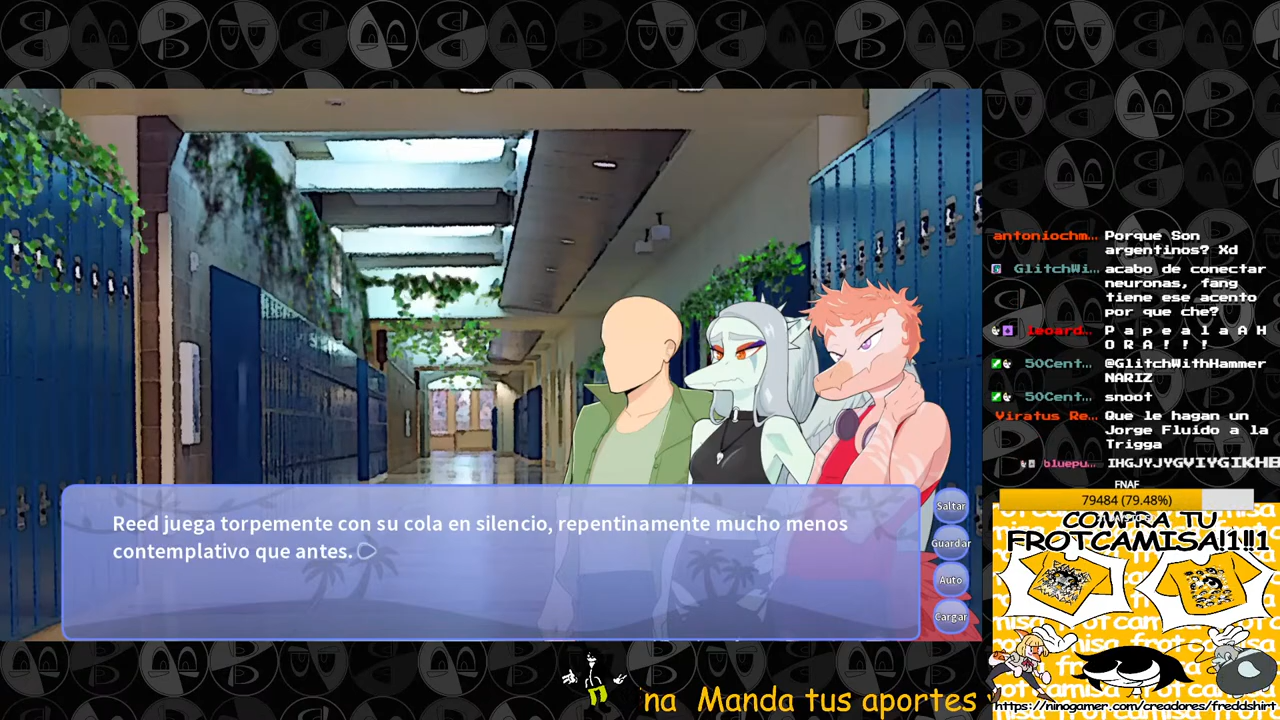 Reed juega torpemente con su cola en silencio, repentinamente mucho menos
contemplativo que antes.
Saltar
Guardar
Auto
Cargar
antoniochm... Porque Son
argentinos? Xd
GlitchWi... acabo de conectar
neuronas, fang
tiene ese acento
por que che?
leoard... P a p e a l a A H
O R A ! ! !
50Cent... @GlitchWithHammer
NARIZ
50Cent... snoot
Viratus Re... Que le hagan un
Jorge Fluido a la
Trigga
bluepu... IHGJYJYGVIYGIKHB
FNAF
79484 (79.48%)
COMPRA TU
FROTCAMISA!1!!1
https://ninogamer.com/creadores/freddshirt
na Manda tus aportes